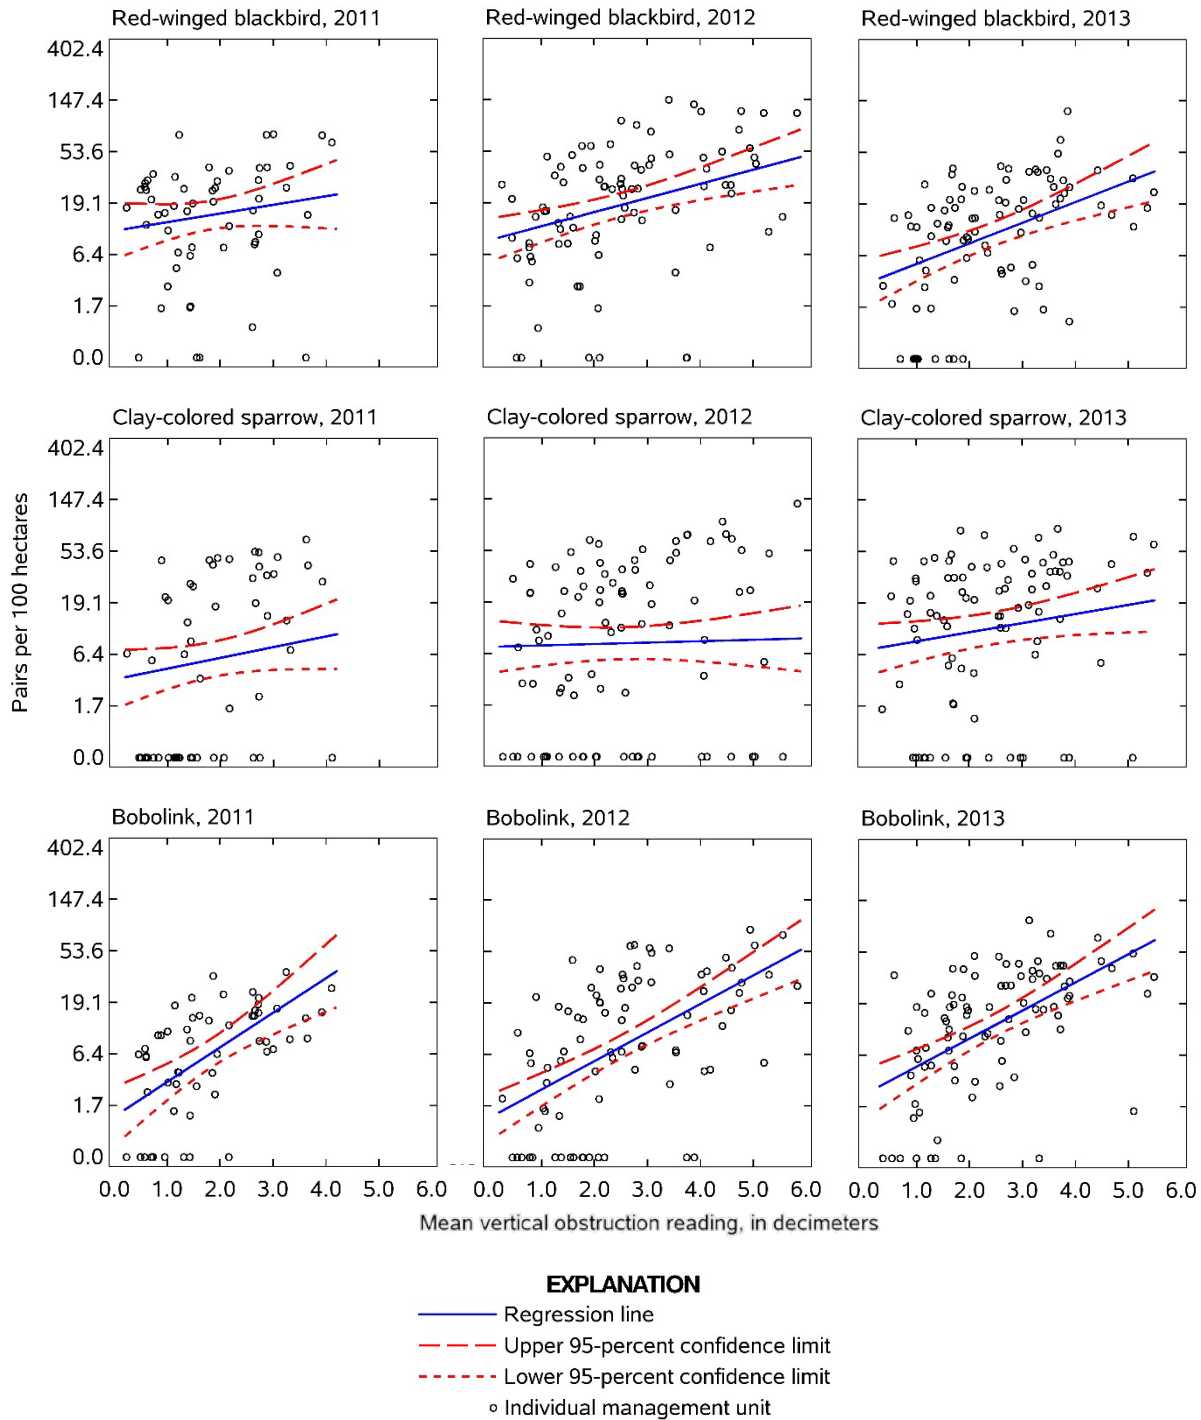 Red-winged blackbird, 2011
Red-winged blackbird, 2012
Red-winged blackbird, 2013
402.4
147.4
53.6
19.1
6.4
1.7
0.0
Clay-colored sparrow, 2011
Clay-colored sparrow, 2012
Clay-colored sparrow, 2013
402.4
147.4
53.6
19.1
6.4
1.7
0.0
Pairs per 100 hectares
Bobolink, 2011
Bobolink, 2012
Bobolink, 2013
402.4
147.4
53.6
19.1
6.4
1.7
0.0
0.0 1.0 2.0 3.0 4.0 5.0 6.0 0.0 1.0 2.0 3.0 4.0 5.0 6.0 0.0 1.0 2.0 3.0 4.0 5.0 6.0
Mean vertical obstruction reading, in decimeters
EXPLANATION
Regression line
Upper 95-percent confidence limit
Lower 95-percent confidence limit
Individual management unit